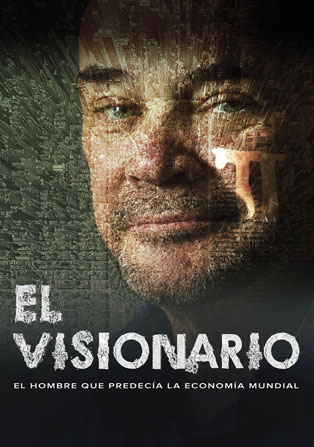 π
EL
VISIONARIO
EL HOMBRE QUE PREDECÍA LA ECONOMÍA MUNDIAL